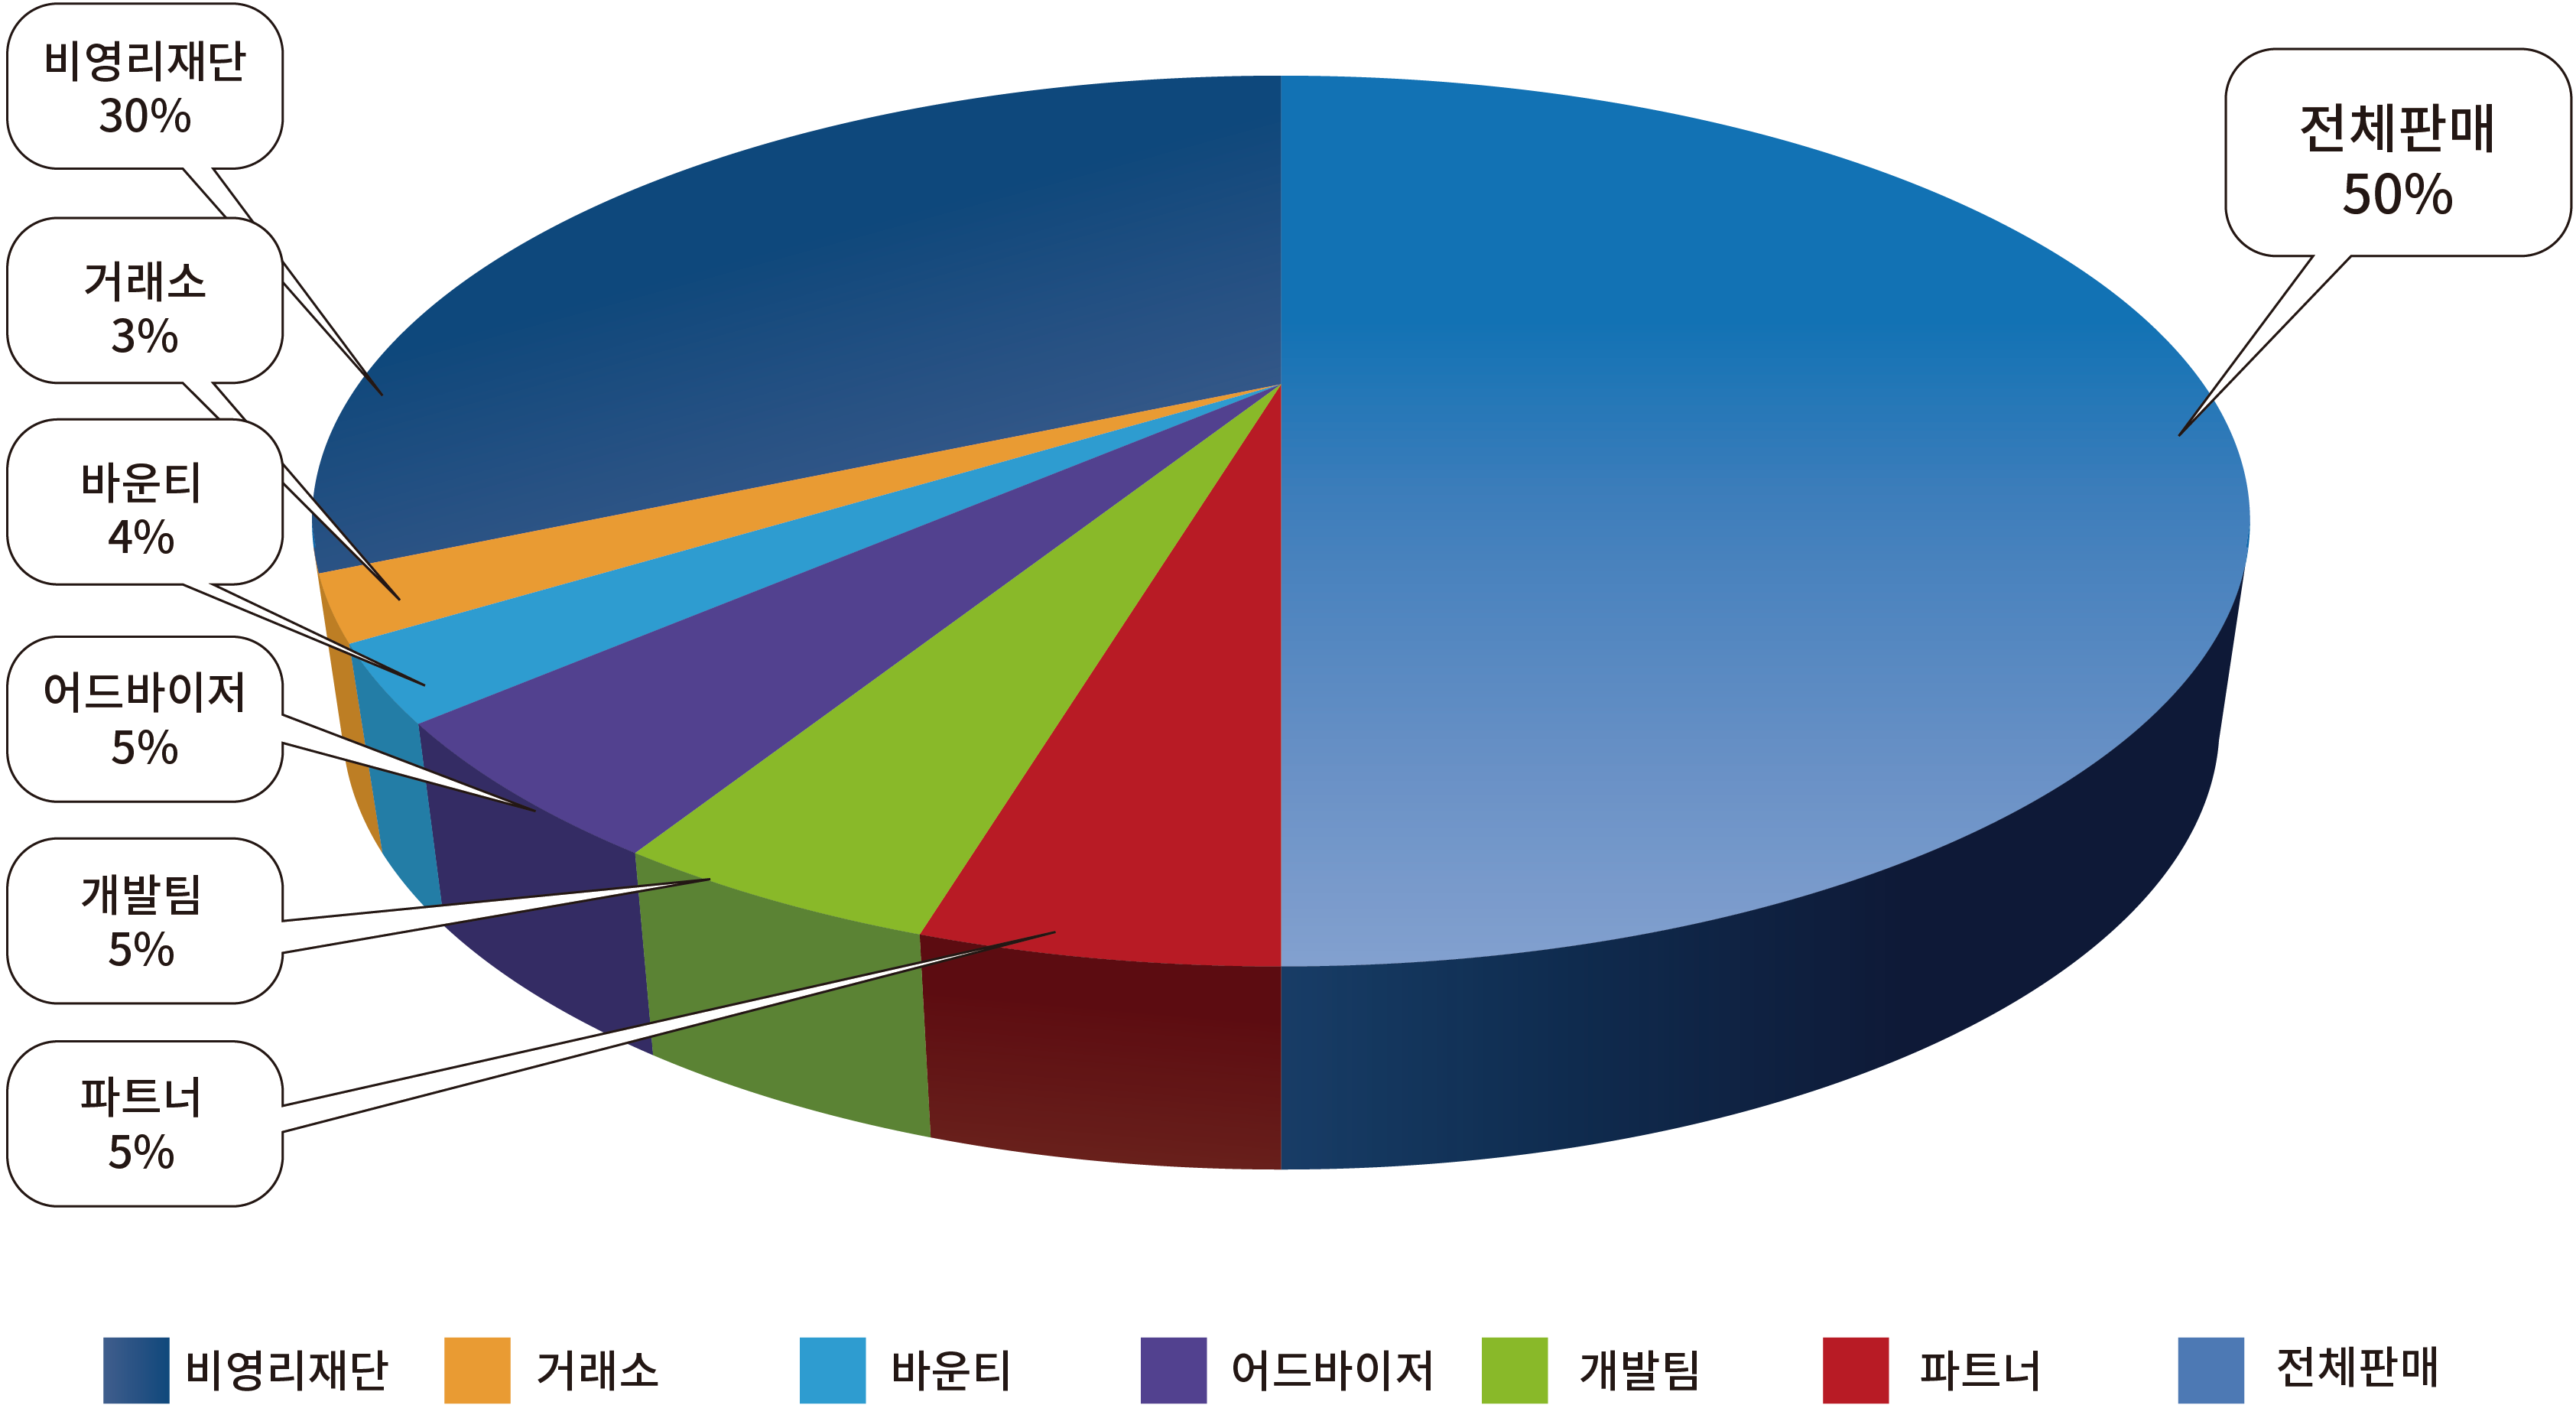 비영리재단
30%
거래소
3%
바운티
4%
어드바이저
5%
개발팀
5%
파트너
5%
전체판매
50%
비영리재단
거래소
바운티
어드바이저
개발팀
파트너
전체판매